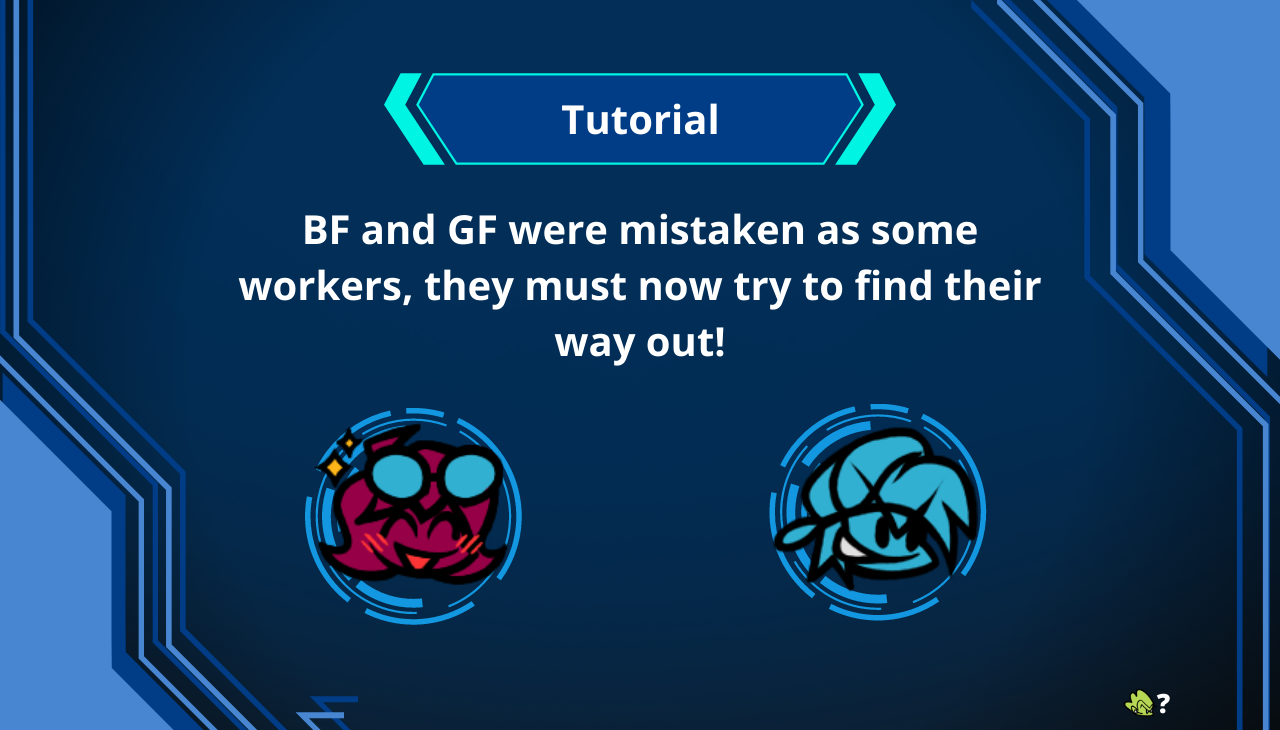 Tutorial
BF and GF were mistaken as some
workers, they must now try to find their
way out!
?